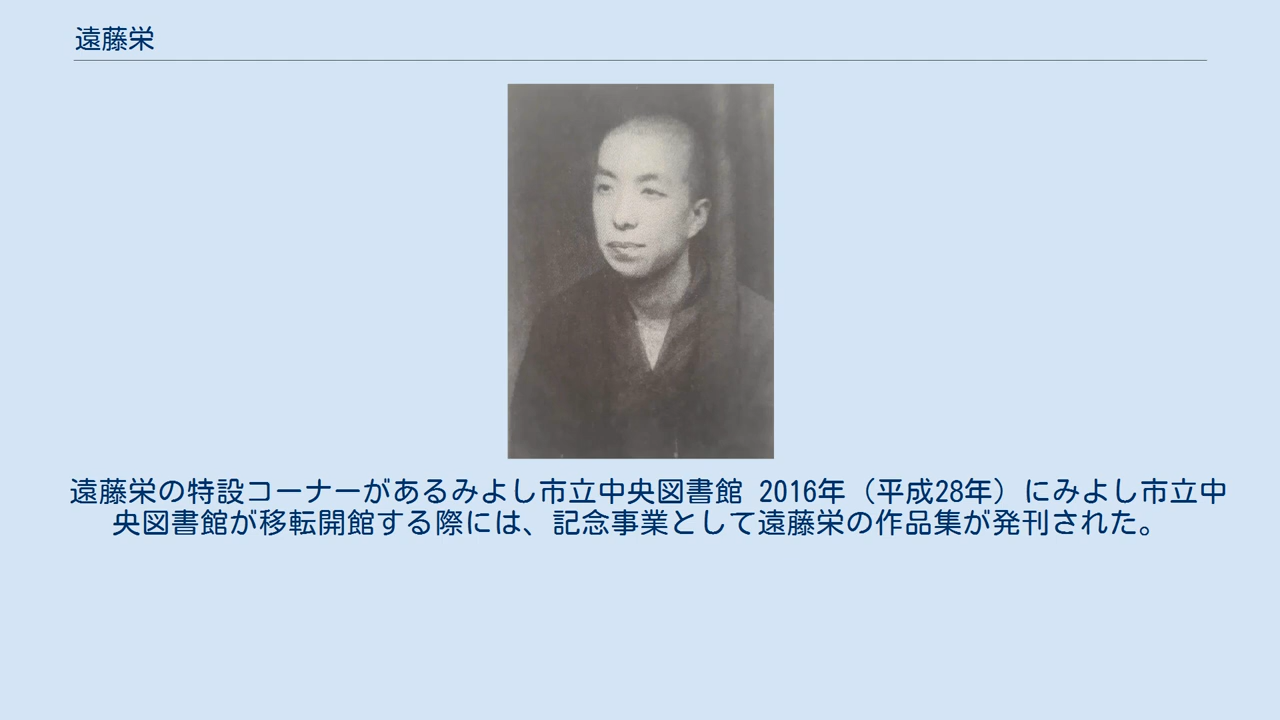 遠藤栄
遠藤栄の特設コーナーがあるみよし市立中央図書館 2016年（平成28年）にみよし市立中
央図書館が移転開館する際には、記念事業として遠藤栄の作品集が発刊された。